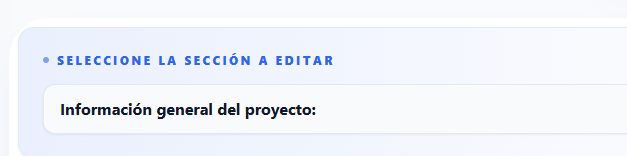 SELECCIONE LA SECCIÓN A EDITAR
Información general del proyecto: